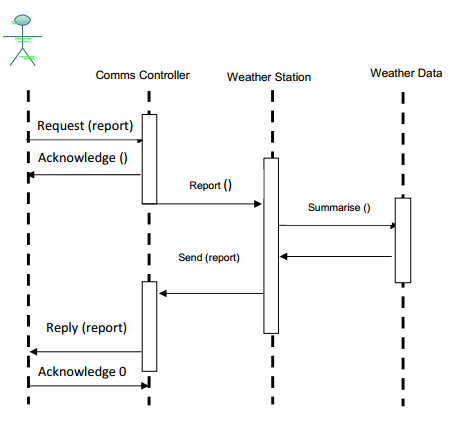 Comms Controller
Weather Station
Weather Data
Request (report)
Acknowledge ()
Report ()
Summarise ()
Send (report)
Reply (report)
Acknowledge 0